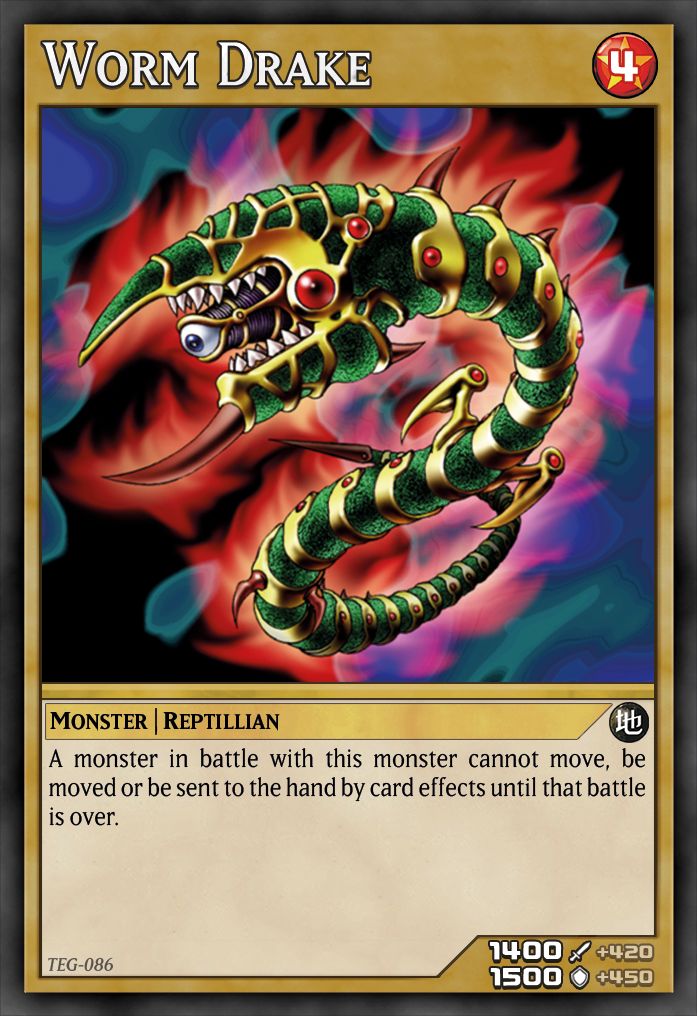 Worm Drake
4
Monster | Reptillian
A monster in battle with this monster cannot move, be
moved or be sent to the hand by card effects until that battle
is over.
1400 +420
TEG-086
1500 +450